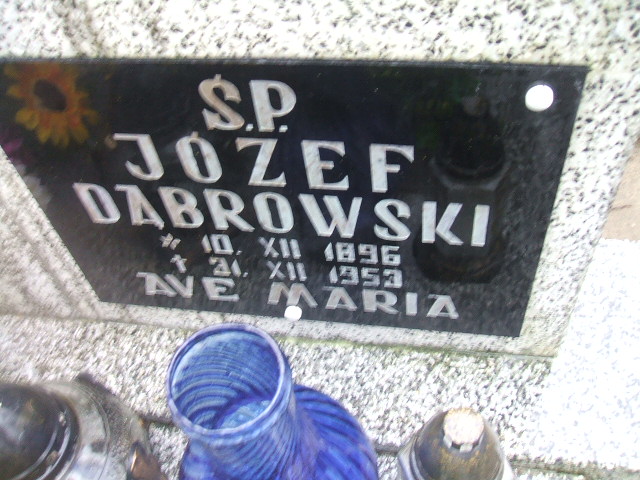 Ś.P.
JÓZEF
DĄBROWSKI
* 10. XII 1896
† 31. XII 1953
AVE MARIA